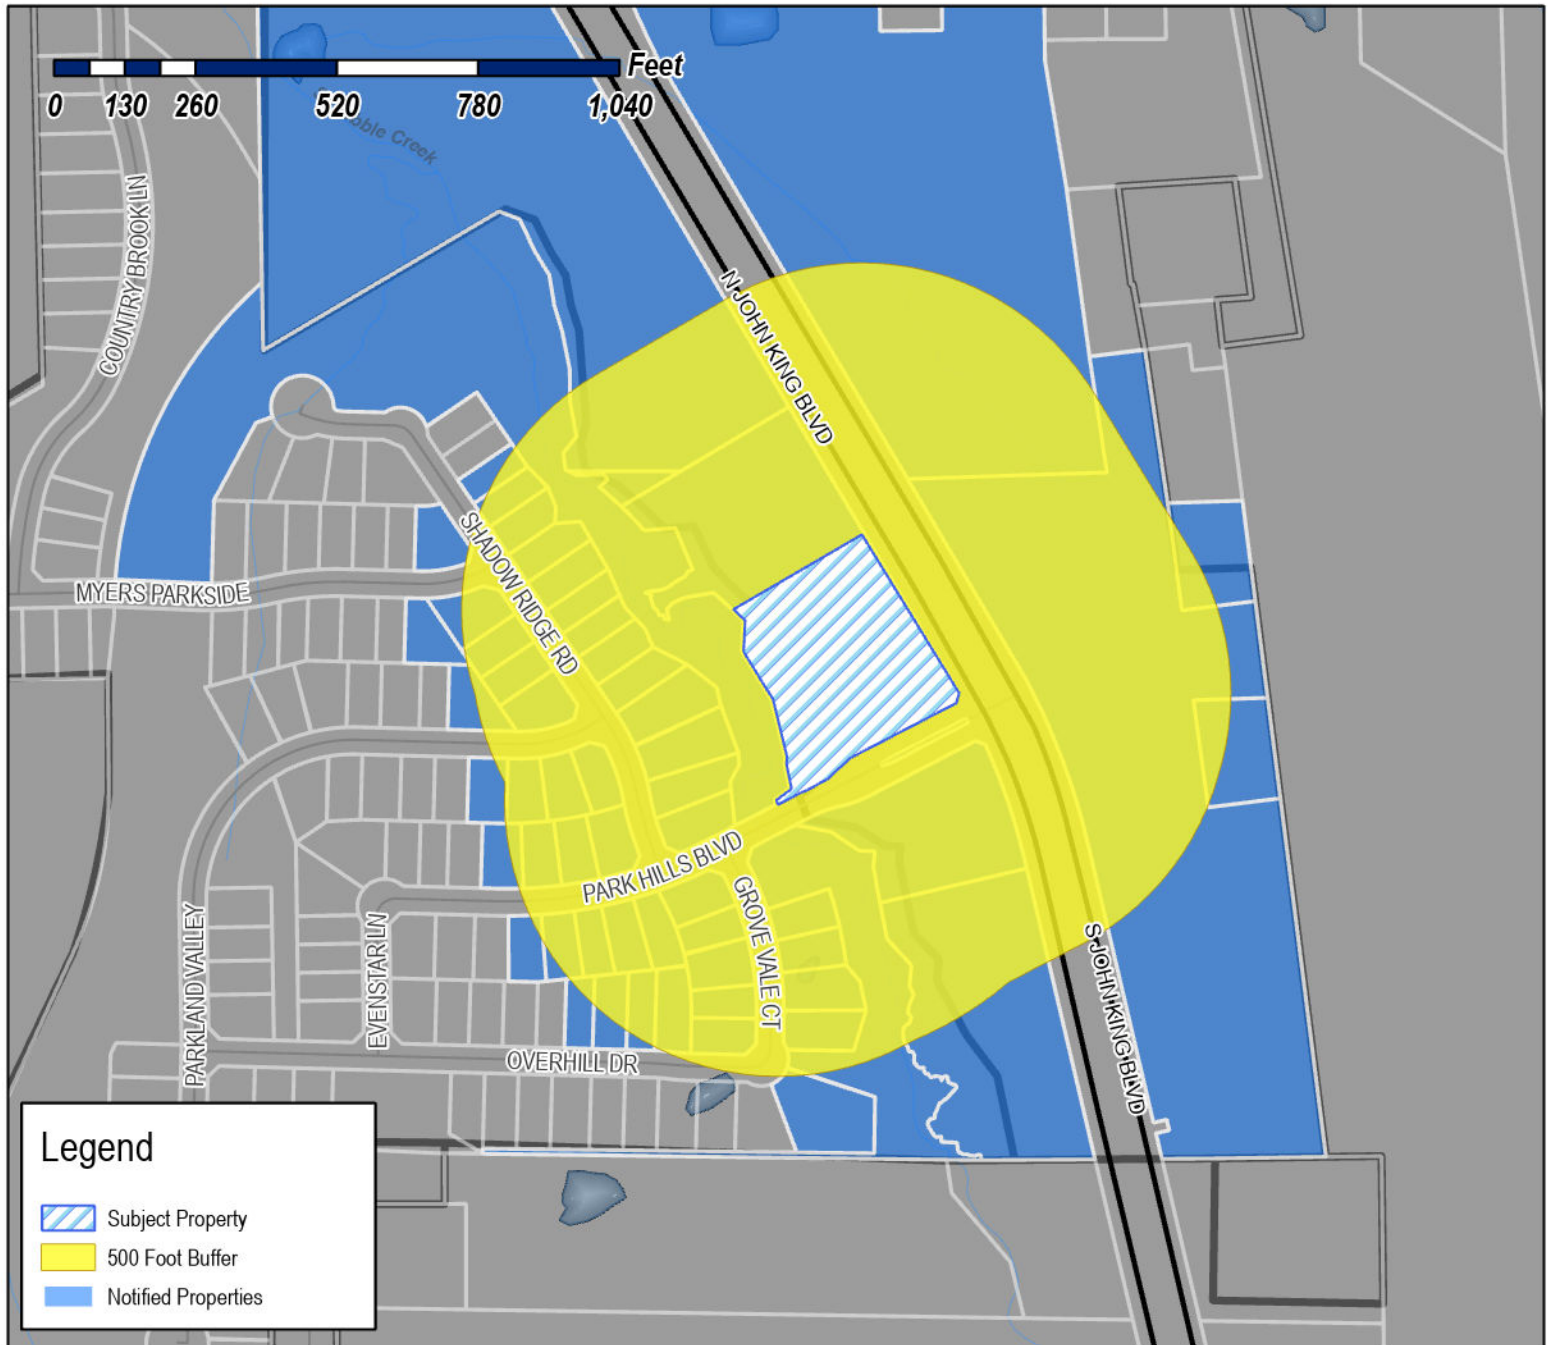 Feet
0 130 260 520 780 1,040
Creek
COUNTRY BROOK LN
N JOHN KING BLVD
SHADOW RIDGE RD
MYERS PARKSIDE
PARK HILLS BLVD
GROVE VALE CT
PARKLAND VALLEY
EVENSTAR LN
S JOHN KING BLVD
OVERHILL DR
Legend
Subject Property
500 Foot Buffer
Notified Properties